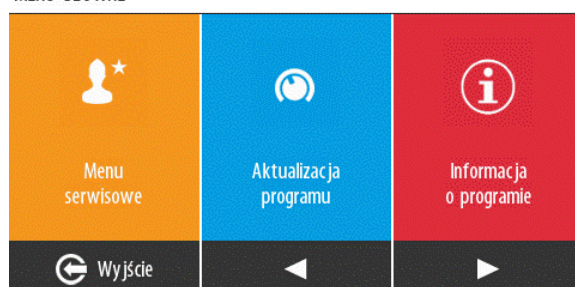 Menu
serwisowe
Aktualizacja
programu
Informacja
o programie
Wyjście